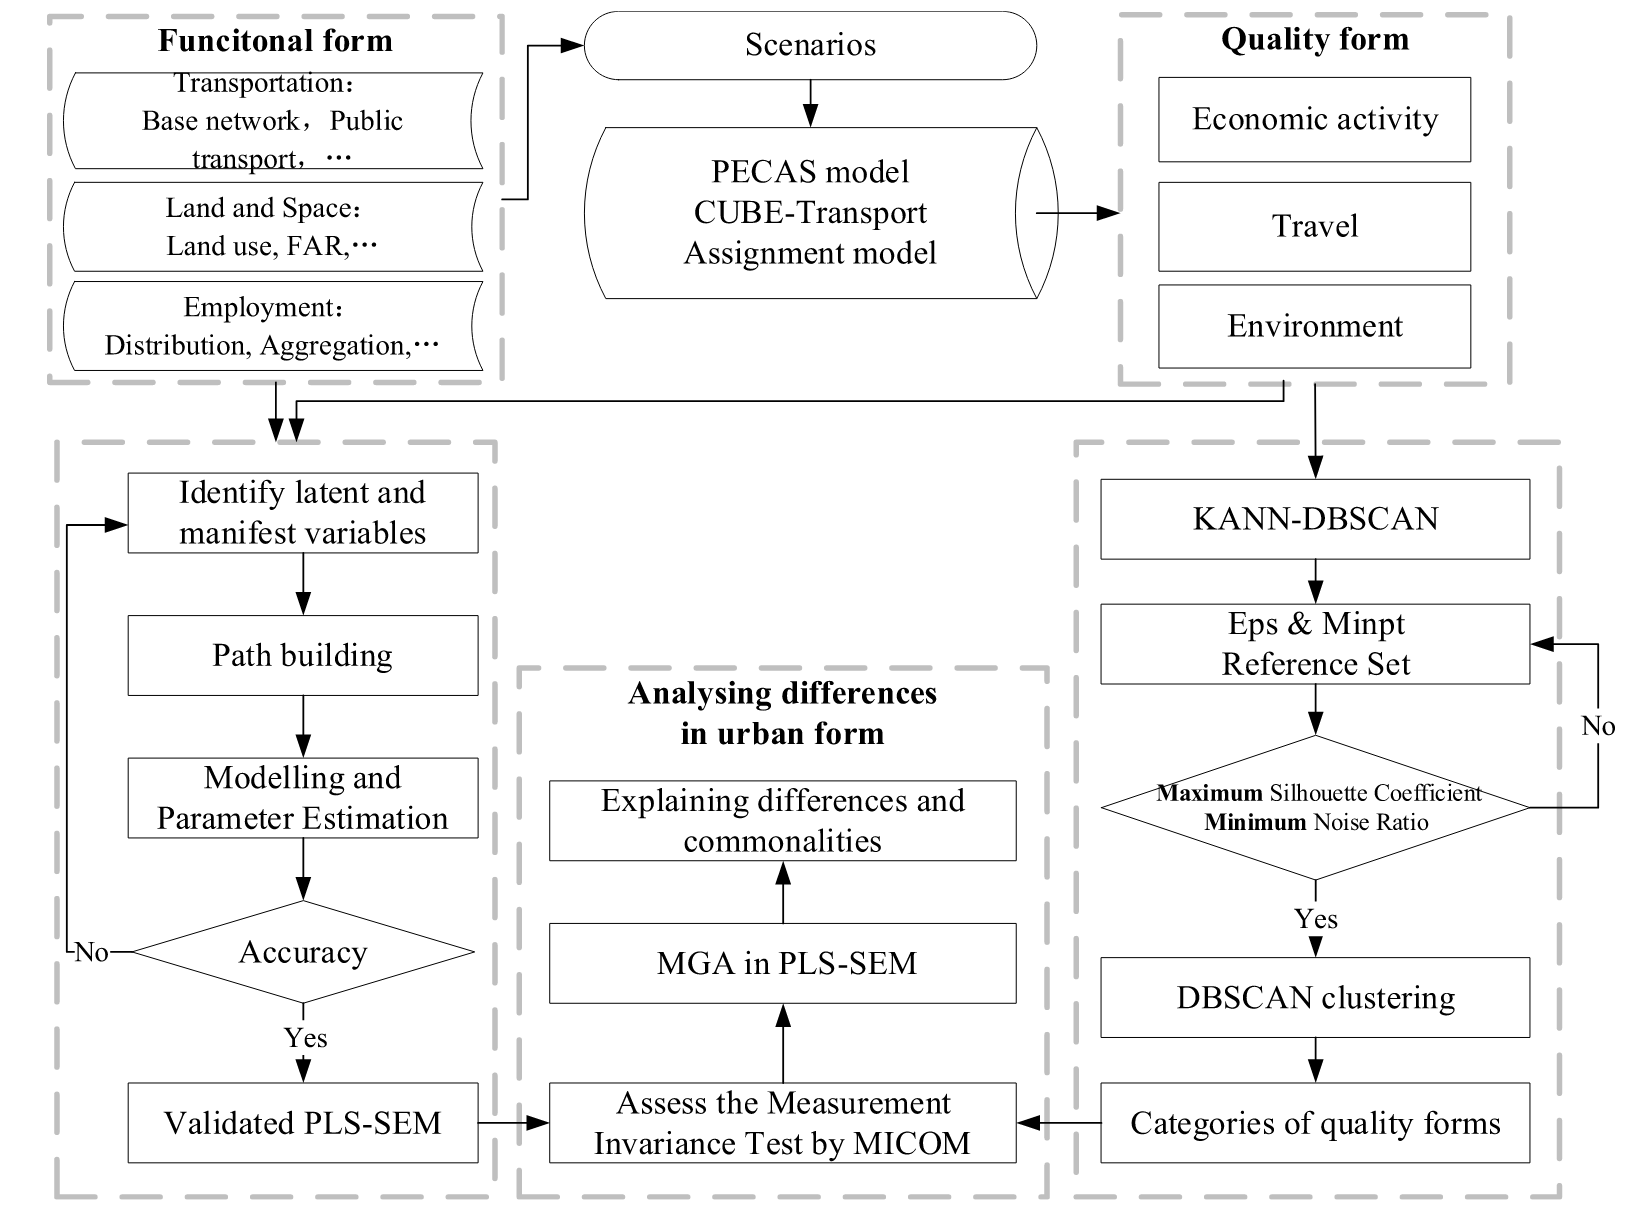 Funcitonal form
Transportation：
Base network，Public
transport，…
Land and Space：
Land use, FAR,…
Employment：
Distribution, Aggregation,…
Scenarios
PECAS model
CUBE-Transport
Assignment model
Quality form
Economic activity
Travel
Environment
Identify latent and
manifest variables
Path building
Modelling and
Parameter Estimation
Accuracy
No
Yes
Validated PLS-SEM
Analysing differences
in urban form
Explaining differences and
commonalities
MGA in PLS-SEM
Assess the Measurement
Invariance Test by MICOM
KANN-DBSCAN
Eps & Minpt
Reference Set
No
Maximum Silhouette Coefficient
Minimum Noise Ratio
Yes
DBSCAN clustering
Categories of quality forms